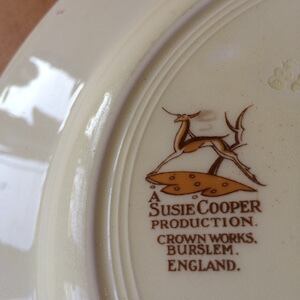 A
SUSIE COOPER
PRODUCTION.
CROWN WORKS,
BURSLEM.
ENGLAND.